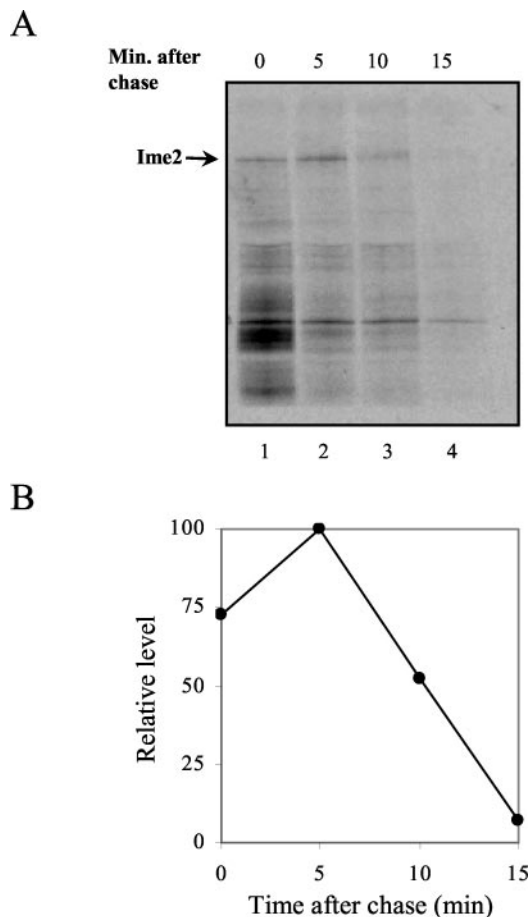 A
Min. after 0 5 10 15
chase
Ime2
1 2 3 4
B
100
75
50
25
0
Relative level
0 5 10 15
Time after chase (min)